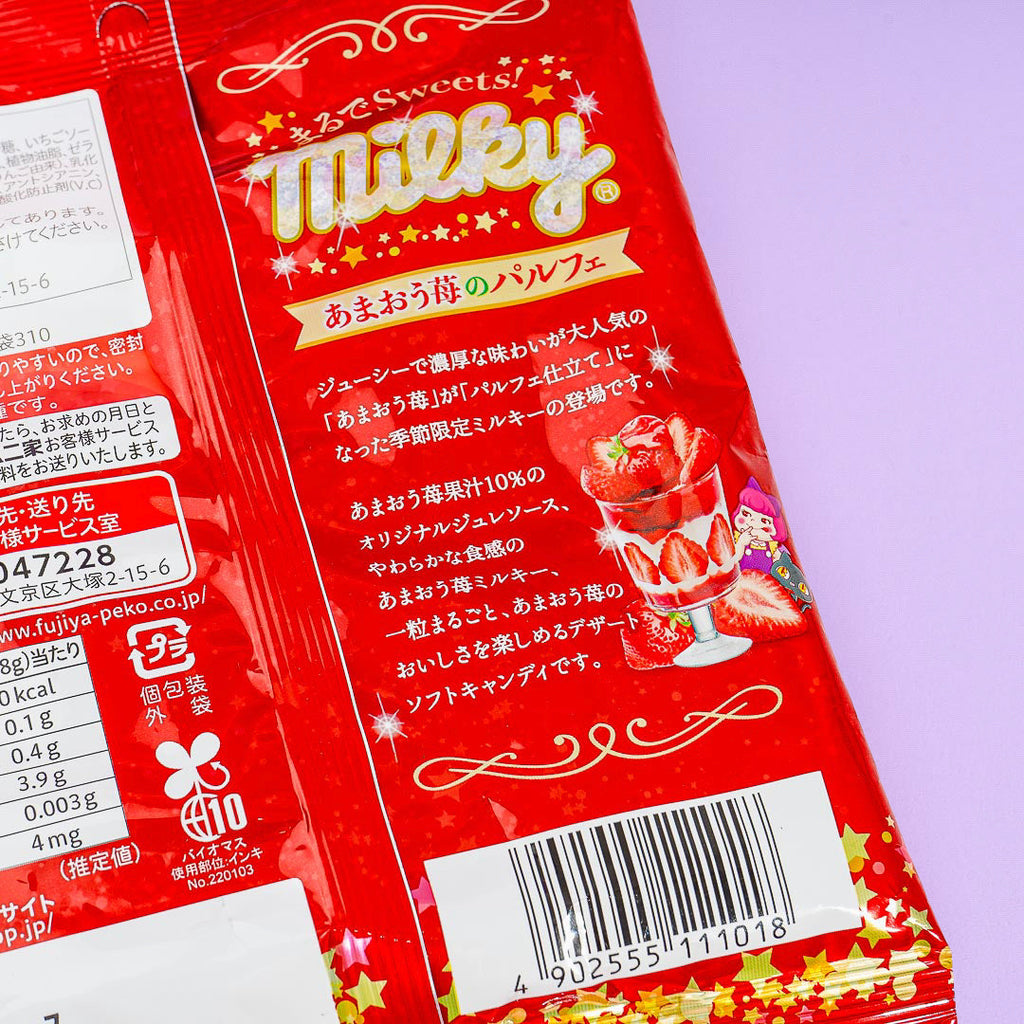 糖、いちごソー
植物油脂、ゼラ
んご由来)、乳化
アントシアニン、
酸化防止剤(V.C)
してあります。
さけてください。
-15-6
袋310
りやすいので、密封
し上がりください。
種です。
たら、お求めの月日と
二家お客様サービス
料をお送りいたします。
先・送り先
様サービス室
047228
文京区大塚2-15-6
ww.fujiya-peko.co.jp/
8g)当たり
0kcal
0.1g
0.4g
3.9g
0.003g
4mg
(推定値)
プラ
個包装
外 袋
10
バイオマス
使用部位:インキ
No.220103
サイト
op.jp/
まるでSweets!
Milky®
あまおう苺のパルフェ
ジューシーで濃厚な味わいが大人気の
「あまおう苺」が「パルフェ仕立て」に
なった季節限定ミルキーの登場です。
あまおう苺果汁10%の
オリジナルジュレソース、
やわらかな食感の
あまおう苺ミルキー、
一粒まるごと、あまおう苺の
おいしさを楽しめるデザート
ソフトキャンディです。
4 902555 111018